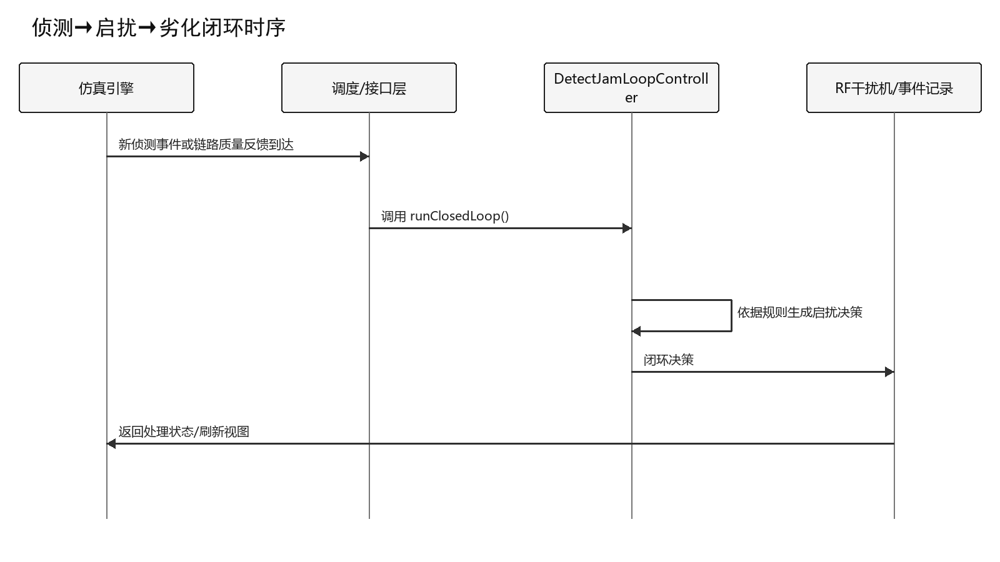 侦测→启扰→劣化闭环时序
仿真引擎
调度/接口层
DetectJamLoopControll
er
RF干扰机/事件记录
新侦测事件或链路质量反馈到达
调用 runClosedLoop()
依据规则生成启扰决策
闭环决策
返回处理状态/刷新视图